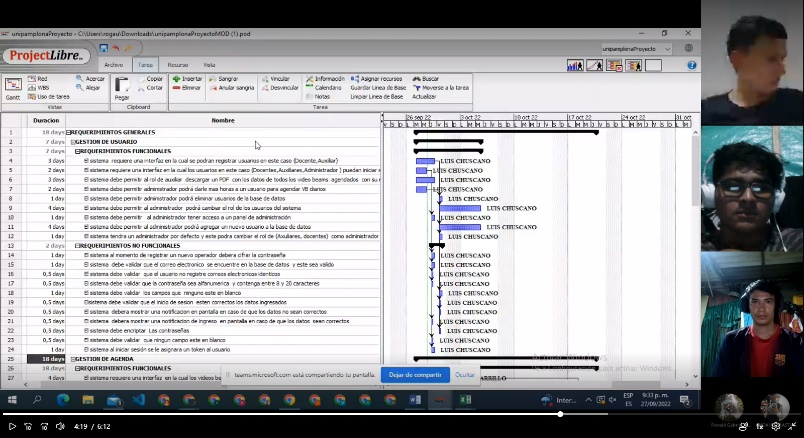 unipamplonaProyecto - C:\Users\rogau\Downloads\unipamplonaProyectoMOD (1).pod
ProjectLibre
Archivo Tarea Recurso Vista
unipamplonaProyecto
Red
WBS
Uso de tarea
Gantt
Vistas
Acercar
Alejar
Pegar
Copiar
Cortar
Clipboard
Insertar
Eliminar
Sangrar
Anular sangría
Vincular
Desvincular
Información
Calendario
Notas
Tarea
Asignar recursos
Guardar Linea de Base
Limpiar Linea de Base
Buscar
Moverse a la tarea
Actualizar
Duracion Nombre
26 sep 22 3 oct 22 10 oct 22 17 oct 22 24 oct 22 31 oct
1 18 days REQUERIMIENTOS GENERALES
2 7 days GESTION DE USUARIO
3 7 days REQUERIMIENTOS FUNCIONALES
4 3 days El sistema requiere una interfaz en la cual se podran registrar usuarios en este caso (Docente,Auxiliar) LUIS CHUSCANO
5 2 days El sistema requiere una interfaz en la cual los usuarios en este caso (Docentes,Auxiliares,Administrador) puedan iniciar s LUIS CHUSCANO
6 3 days El sistema debe permitir al rol de auxiliar descargar un PDF con los datos de todos los video beams agendados con su LUIS CHUSCANO
7 2 days El sistema debe permitir administrador podrá darle mas horas a un usuario para agendar VB diarios LUIS CHUSCANO
8 1 day El sistema debe permitir administrador podrá eliminar usuarios de la base de datos LUIS CHUSCANO
9 4 days El sistema debe permitir al administrador podrá cambiar el rol de los usuarios del sistema LUIS CHUSCANO
10 1 day El sistema debe permitir al administrador tener acceso a un panel de administración LUIS CHUSCANO
11 4 days El sistema debe permitir al administrador podrá agregar un nuevo usuario a la base de datos LUIS CHUSCANO
12 1 day El sistema tendra un administrador por defecto y este podra cambiar el rol de (Auxiliares, docentes) como administrador LUIS CHUSCANO
13 2 days REQUERIMIENTOS NO FUNCIONALES
14 1 day El sistema al momento de registrar un nuevo operador debera cifrar la contraseña LUIS CHUSCANO
15 1 day El sistema debe validar que el correo electronico se encuentre en la base de datos y este sea valido LUIS CHUSCANO
16 0,5 days El sistema debe validar que el usuario no registre correos electronicos identicos LUIS CHUSCANO
17 0,5 days El sistema debe validar que la contraseña sea alfanumerica y contenga entre 8 y 20 caracteres LUIS CHUSCANO
18 1 day El sistema debe validar los campos que ninguno este en blanco LUIS CHUSCANO
19 0,5 days El sistema debe validar que el inicio de sesion esten correctos los datos ingresados LUIS CHUSCANO
20 0,5 days El sistema debera mostrar una notificacion en pantalla en caso de que los datos no sean correctos LUIS CHUSCANO
21 0,5 days El sistema debera mostrar una notificacion de ingreso en pantalla en caso de que los datos sean correctos LUIS CHUSCANO
22 0,5 days El sistema debe encriptar Las contraseñas LUIS CHUSCANO
23 0,5 days El sistema debe validar que ningun campo este en blanco LUIS CHUSCANO
24 1 day El sistema al iniciar sesión se le asignara un token al usuario LUIS CHUSCANO
25 18 days GESTION DE AGENDA
26 4 days REQUERIMIENTOS FUNCIONALES
27 4 days El sistema requiere una interfaz en la cual los videos be
teams.microsoft.com está compartiendo tu pantalla. Dejar de compartir Ocultar
Inter... ESP ES 9:33 p. m. 27/09/2022
4:19 / 6:12 1x